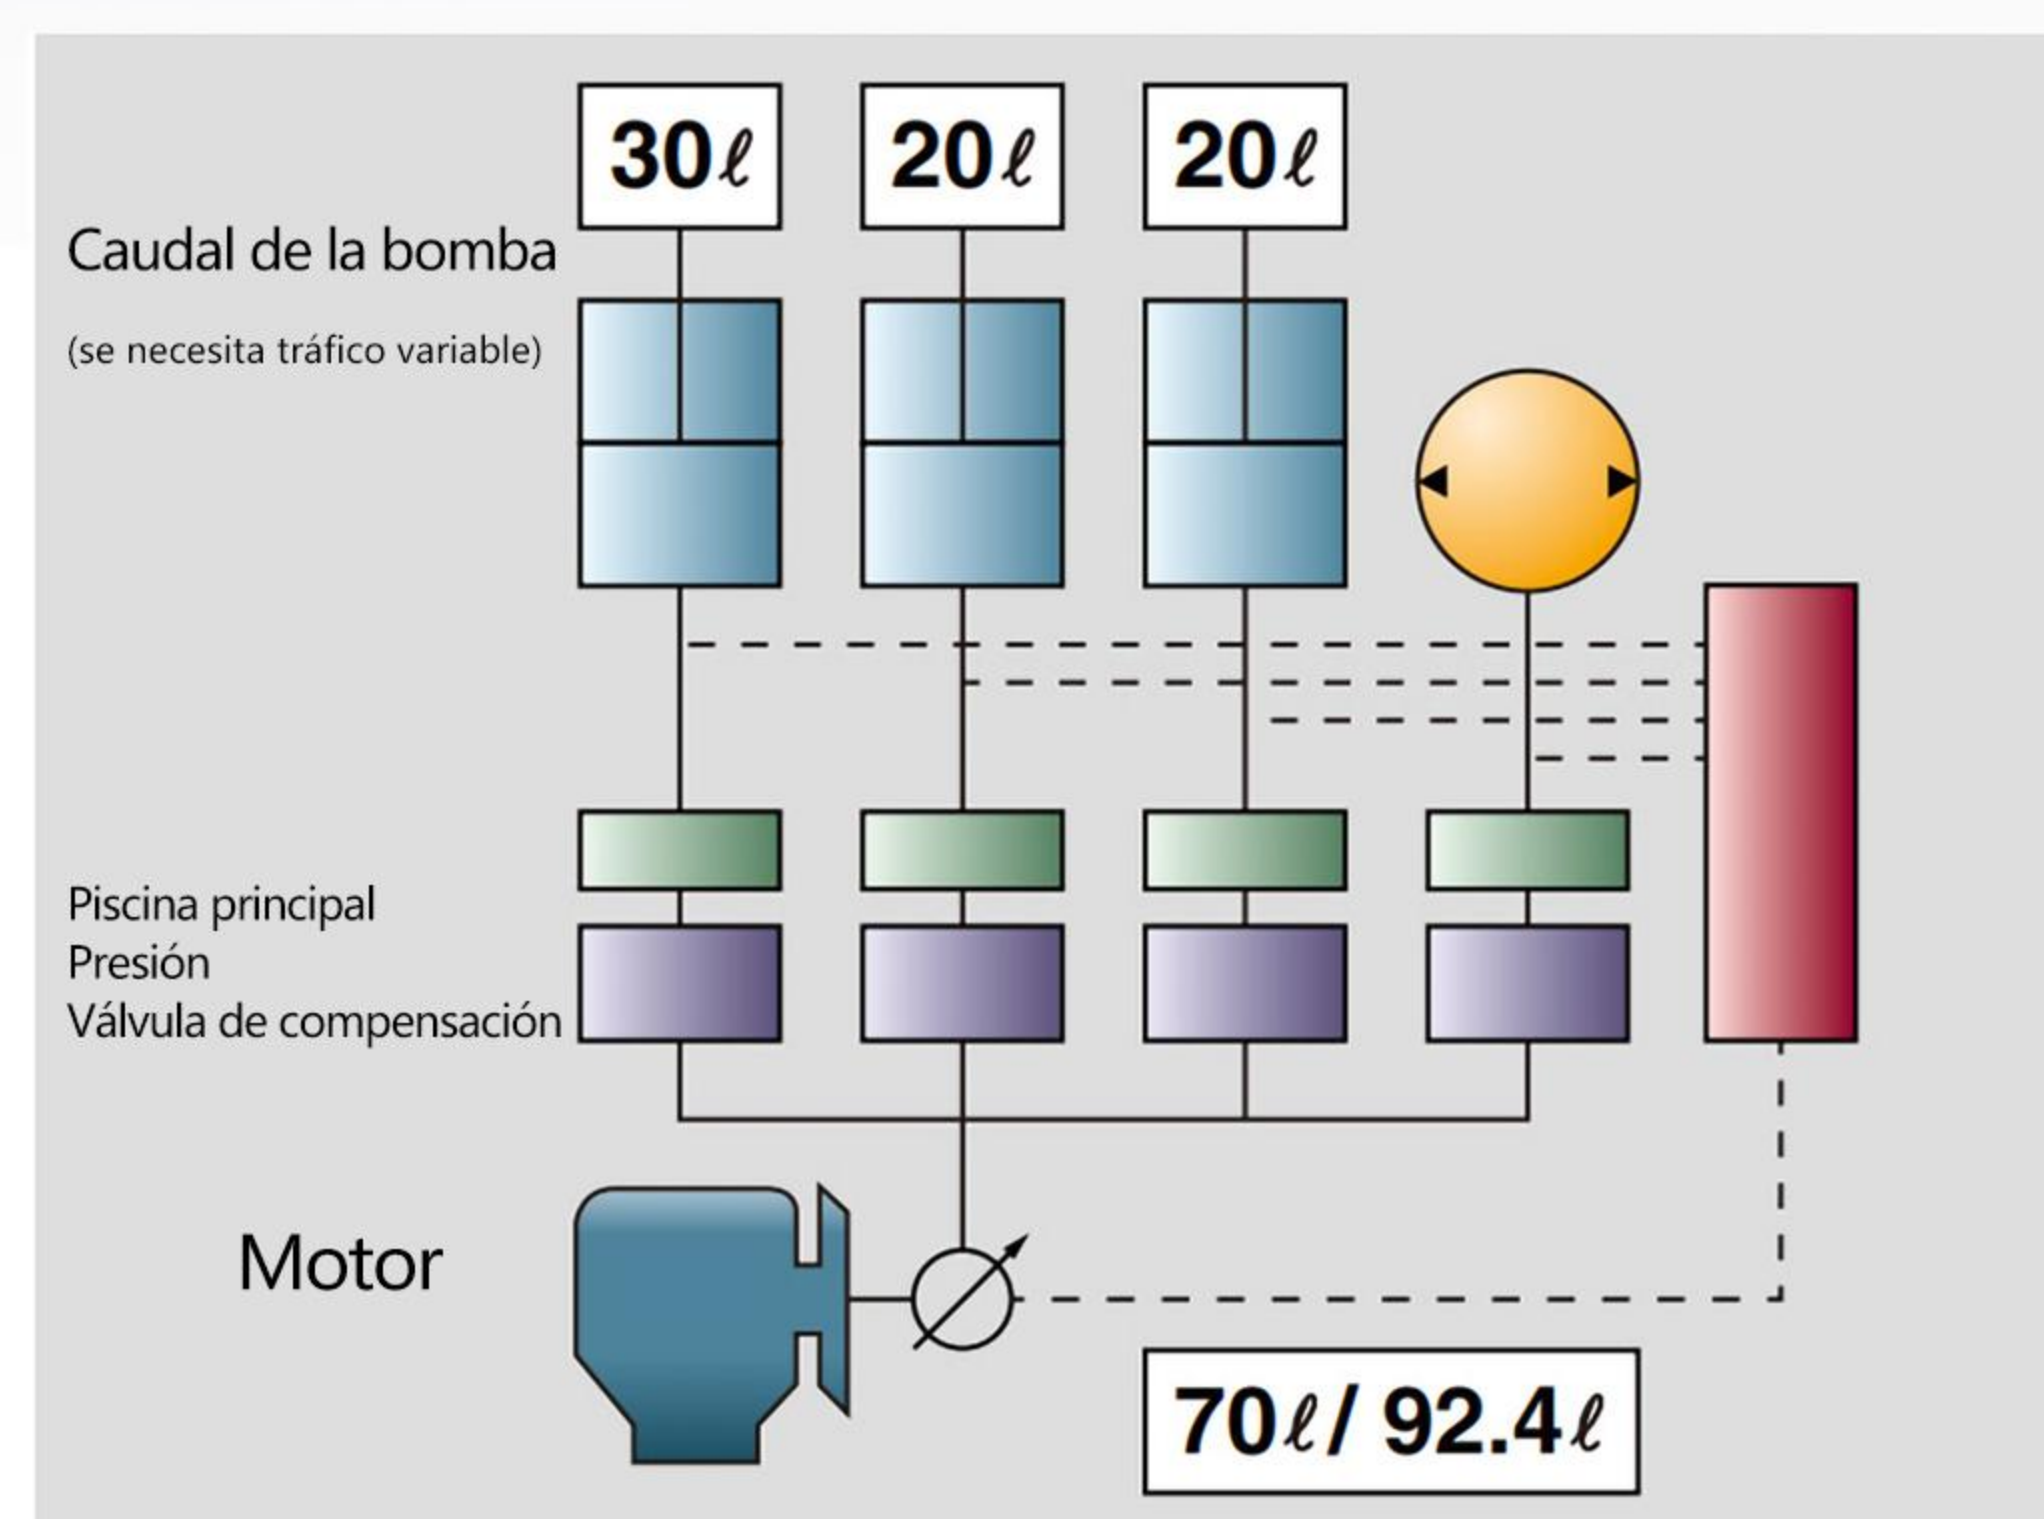 30ℓ
20ℓ
20ℓ
Caudal de la bomba
(se necesita tráfico variable)
Piscina principal
Presión
Válvula de compensación
Motor
70ℓ / 92.4ℓ